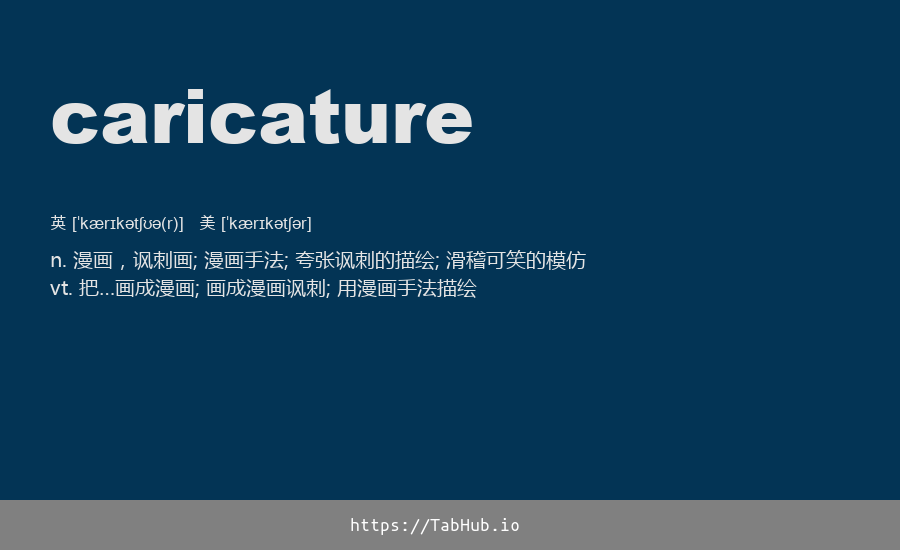 caricature
英 [ˈkærɪkətʃʊə(r)] 美 [ˈkærɪkətʃər]
n. 漫画，讽刺画; 漫画手法; 夸张讽刺的描绘; 滑稽可笑的模仿
vt. 把...画成漫画; 画成漫画讽刺; 用漫画手法描绘
https://TabHub.io